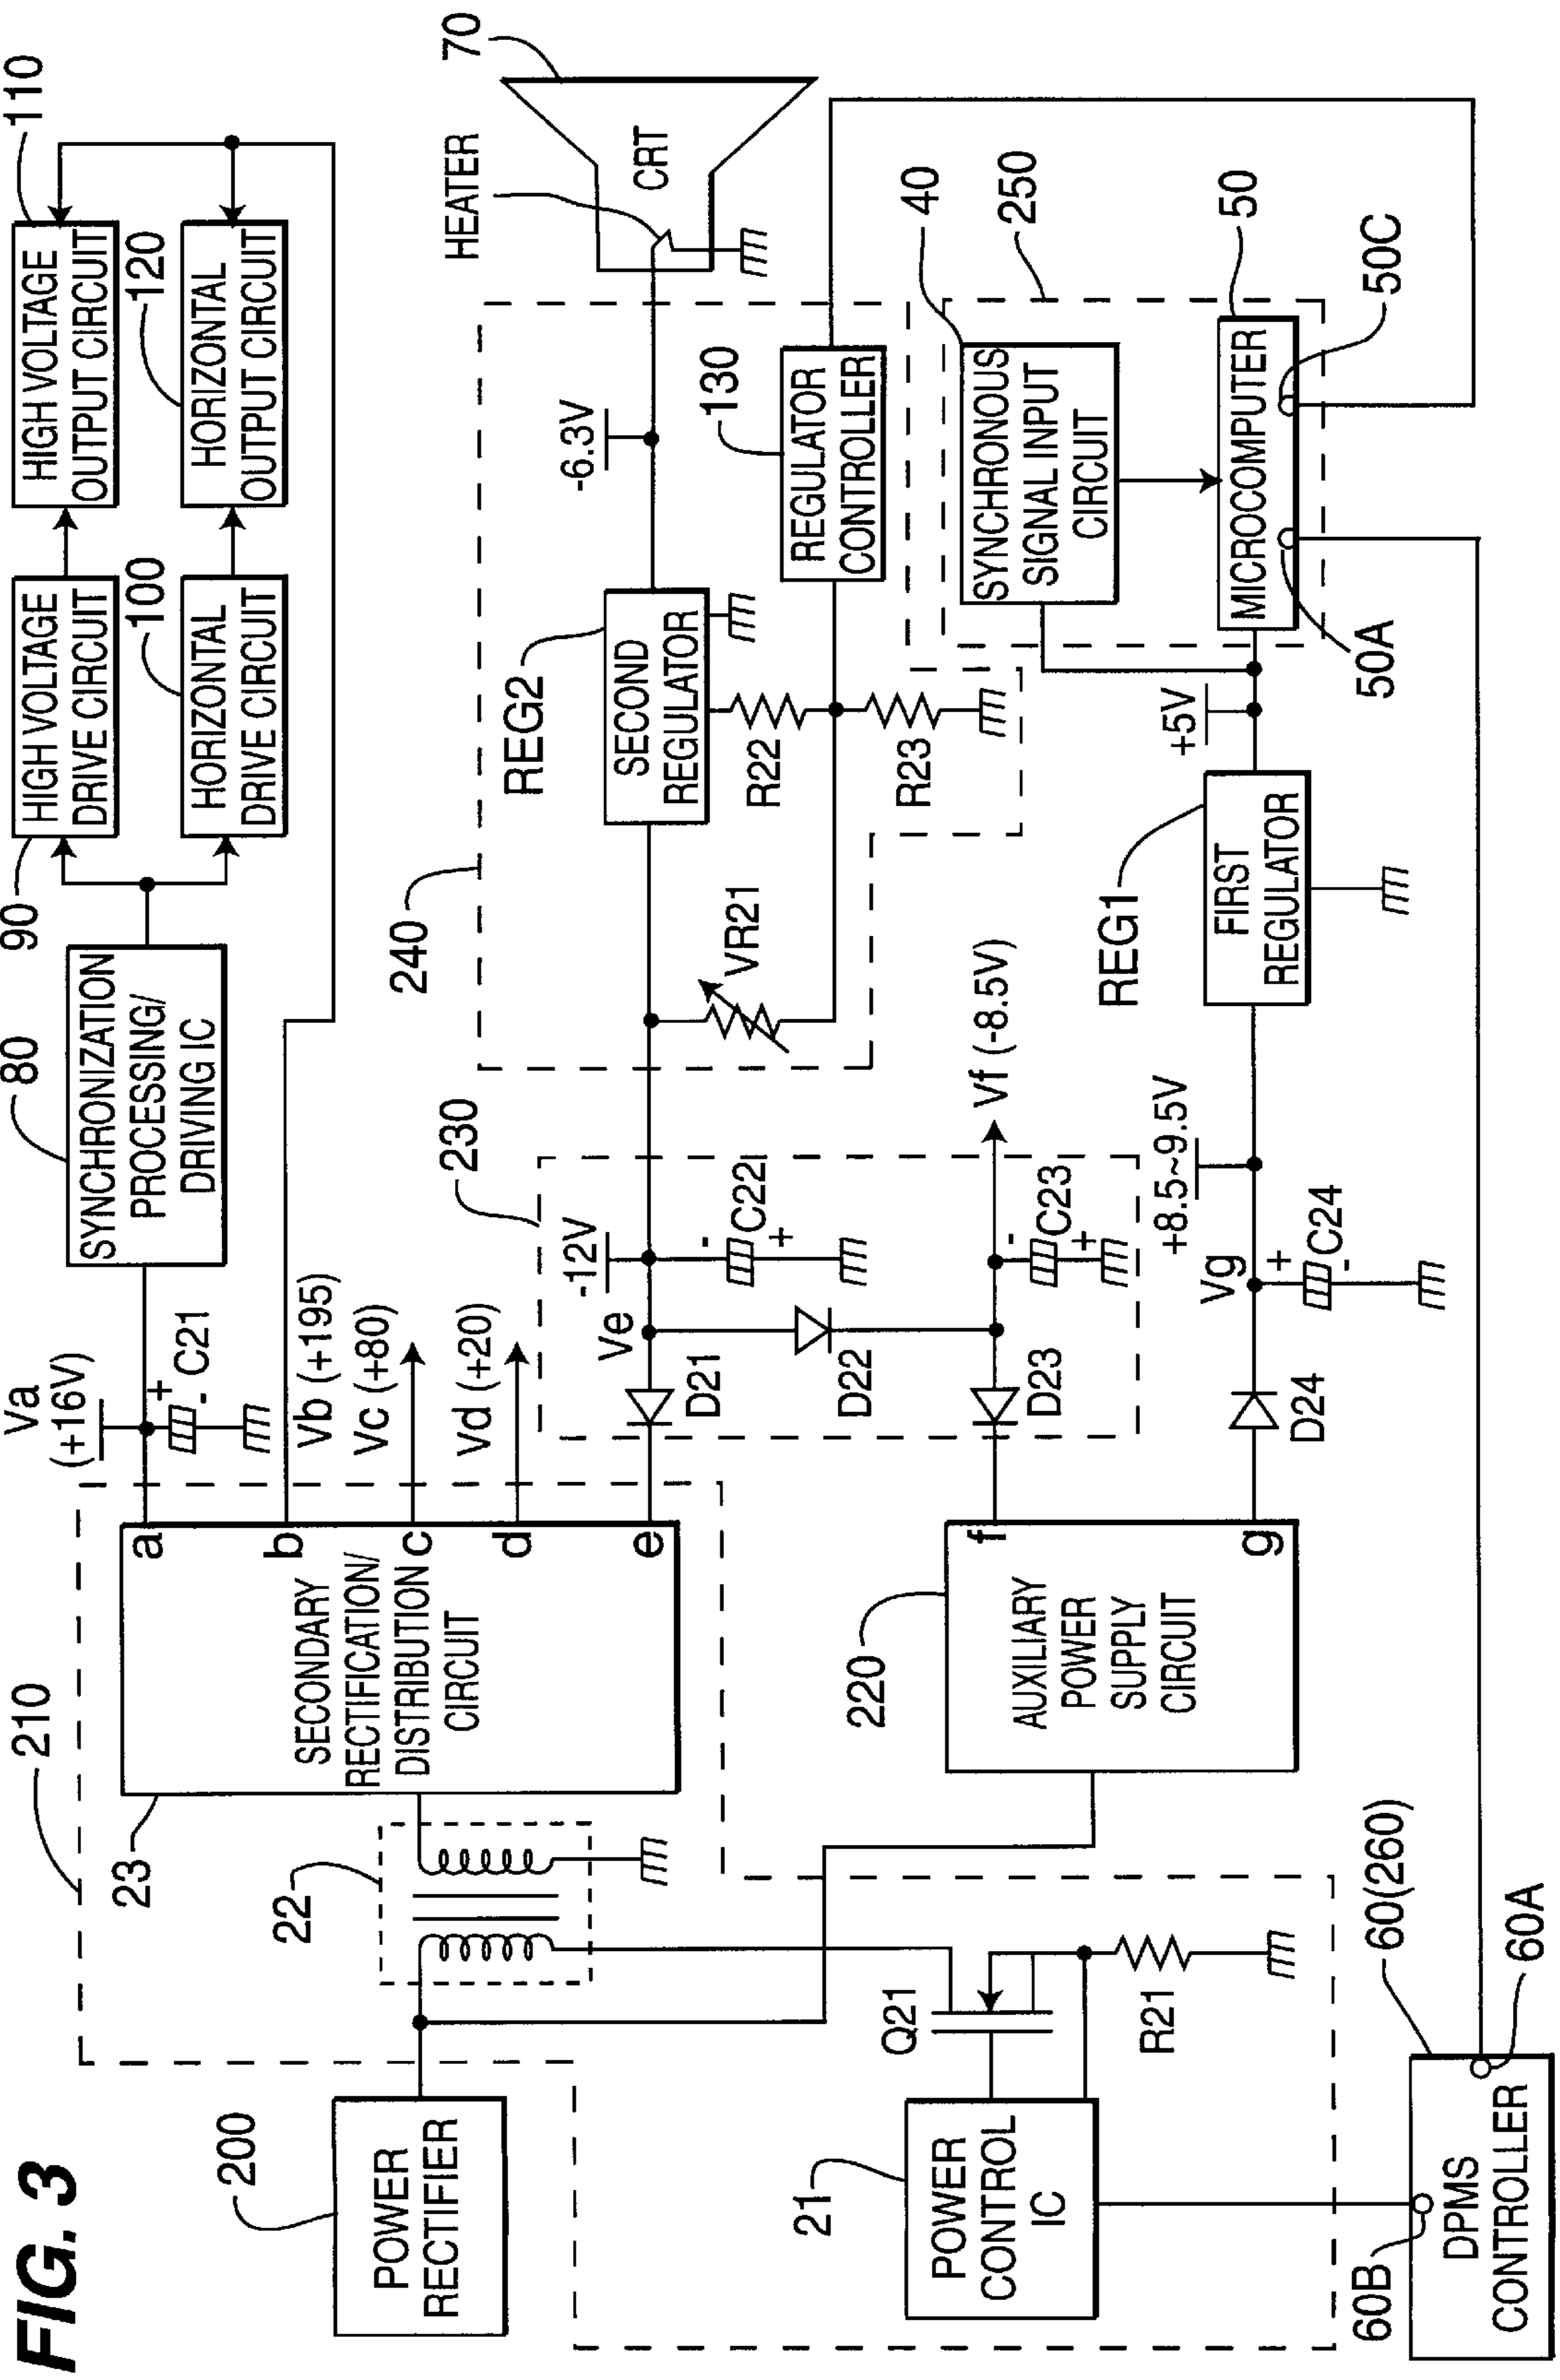 FIG. 3
200
POWER
RECTIFIER
210
23
22
SECONDARY
RECTIFICATION/
DISTRIBUTION
CIRCUIT
a
b
c
d
e
Va
(+16V)
+
-
C21
Vb (+195)
Vc (+80)
Vd (+20)
80
SYNCHRONIZATION
PROCESSING/
DRIVING IC
90
HIGH VOLTAGE
DRIVE CIRCUIT
100
HORIZONTAL
DRIVE CIRCUIT
110
HIGH VOLTAGE
OUTPUT CIRCUIT
120
HORIZONTAL
OUTPUT CIRCUIT
230
Ve
-12V
D21
D22
D23
-
C22
+
-
C23
+
Vf (-8.5V)
240
VR21
REG2
SECOND
REGULATOR
R22
R23
-6.3V
130
REGULATOR
CONTROLLER
HEATER
CRT
70
220
AUXILIARY
POWER
SUPPLY
CIRCUIT
f
g
D24
Vg
+8.5~9.5V
+
-
C24
REG1
FIRST
REGULATOR
+5V
40
250
SYNCHRONOUS
SIGNAL INPUT
CIRCUIT
50
MICROCOMPUTER
50A
50C
21
POWER
CONTROL
IC
Q21
R21
60(260)
60A
60B
DPMS
CONTROLLER